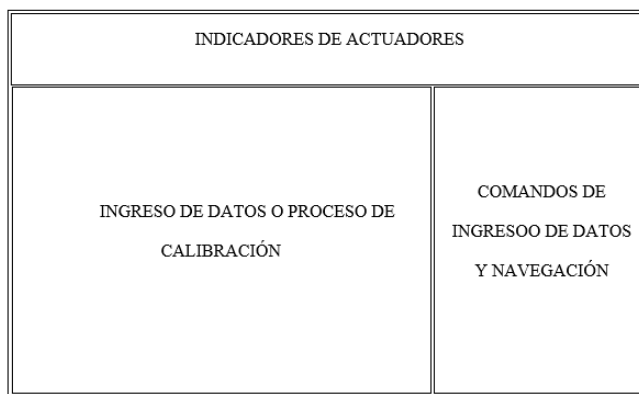 INDICADORES DE ACTUADORES
INGRESO DE DATOS O PROCESO DE
CALIBRACIÓN
COMANDOS DE
INGRESOO DE DATOS
Y NAVEGACIÓN